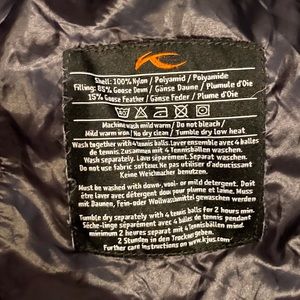 Shell: 100% Nylon / Polyamid / Polyamide
Filling: 85% Goose Down / Gänse Daune / Plumule d'Oie
15% Goose Feather / Gänse Feder / Plume d'Oie
Machine wash mild warm / Do not bleach/
Mild warm iron / No dry clean / Tumble dry low heat
Wash together with 4 tennis balls. laver ensemble avec 4 balles
de tennis. Zusammen mit 4 Tennisbällen waschen.
Wash separately. Lavu séparément. Separat waschen.
Do not use fabric softener. Ne pas utilisez d'adoucissant
Keine Weichmacher benutzen.
Must be washed with down-, wool- or mild detergent. Doit
être laver avec détergent doux pour plume et laine. Muss
mit Daunen, Fein-oder Wollwaschmittel gewaschen werden
Tumble dry separately with 4 tennis balls for 2 hours min.
Sèche-linge séparément avec 4 balles de tennis pendant
minimum 2 heures separat mit 4 Tennisbällen mind.
2 Stunden in den Trockner geben.
Further care instructions on www.kjus.com